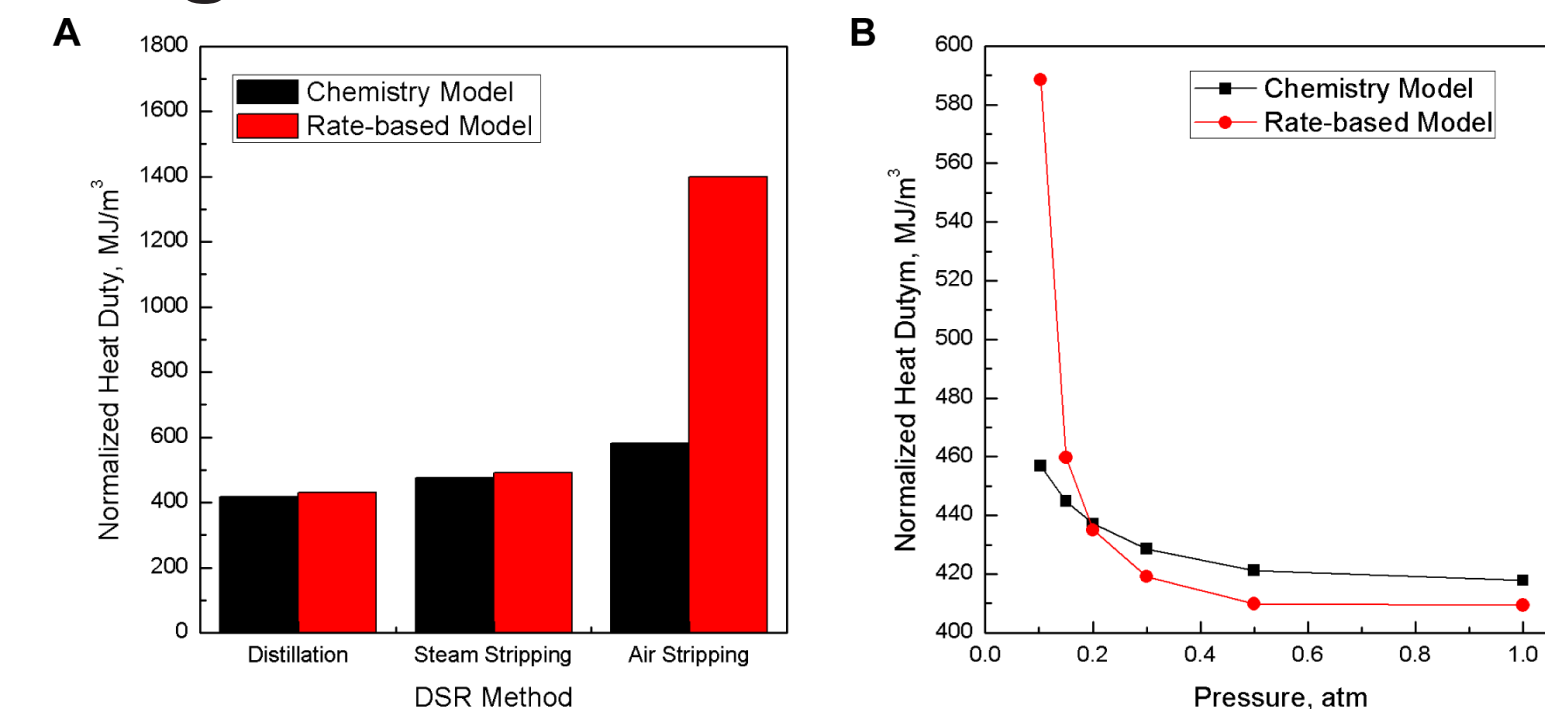 A
1800
1600
1400
1200
1000
800
600
400
200
0
Normalized Heat Duty, MJ/m³
Chemistry Model
Rate-based Model
Distillation Steam Stripping Air Stripping
DSR Method
B
600
580
560
540
520
500
480
460
440
420
400
Normalized Heat Dutym, MJ/m³
Chemistry Model
Rate-based Model
0.0 0.2 0.4 0.6 0.8 1.0
Pressure, atm